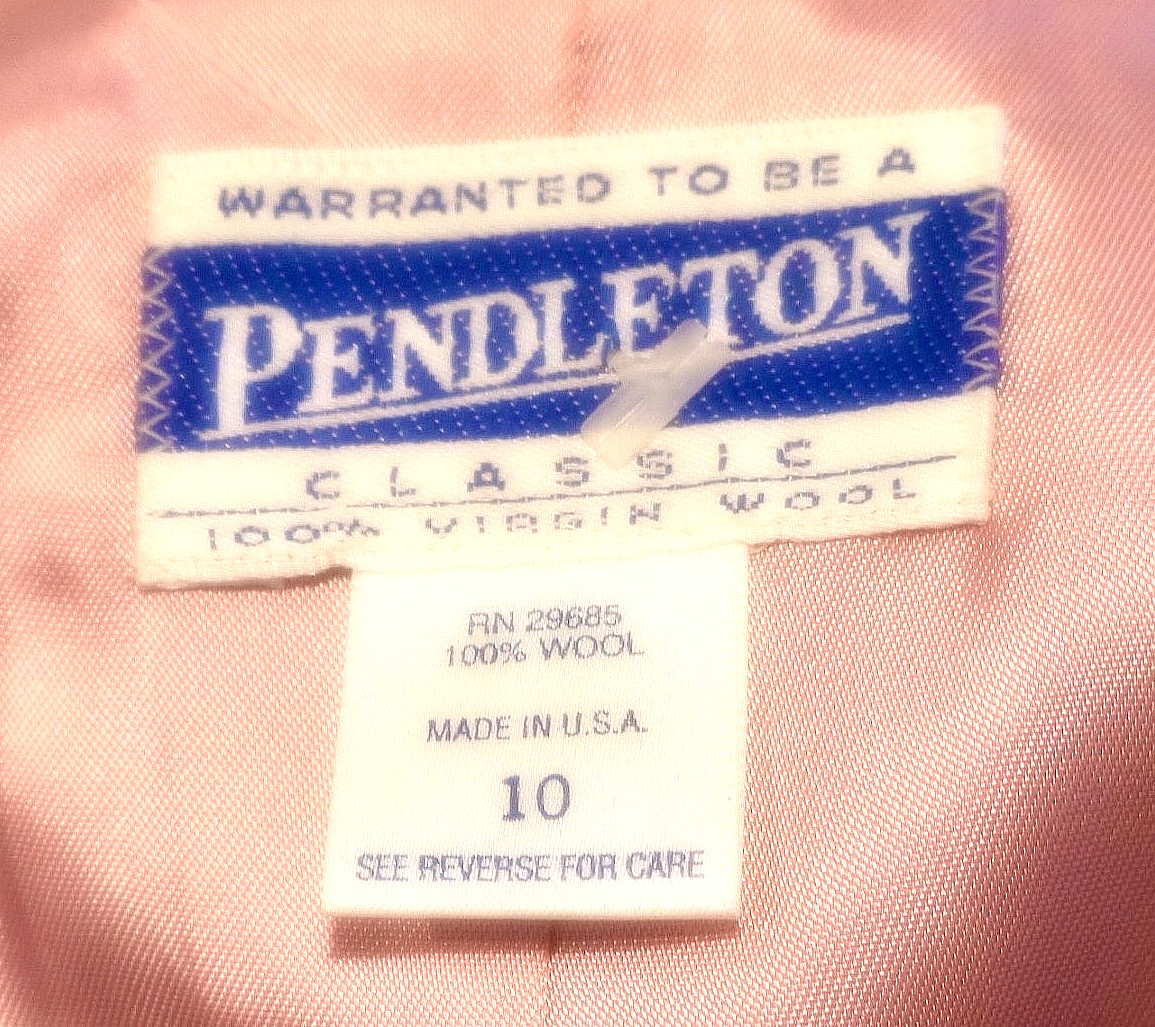 WARRANTED TO BE A
PENDLETON
CLASSIC
100% VIRGIN WOOL
RN 29685
100% WOOL
MADE IN U.S.A.
10
SEE REVERSE FOR CARE